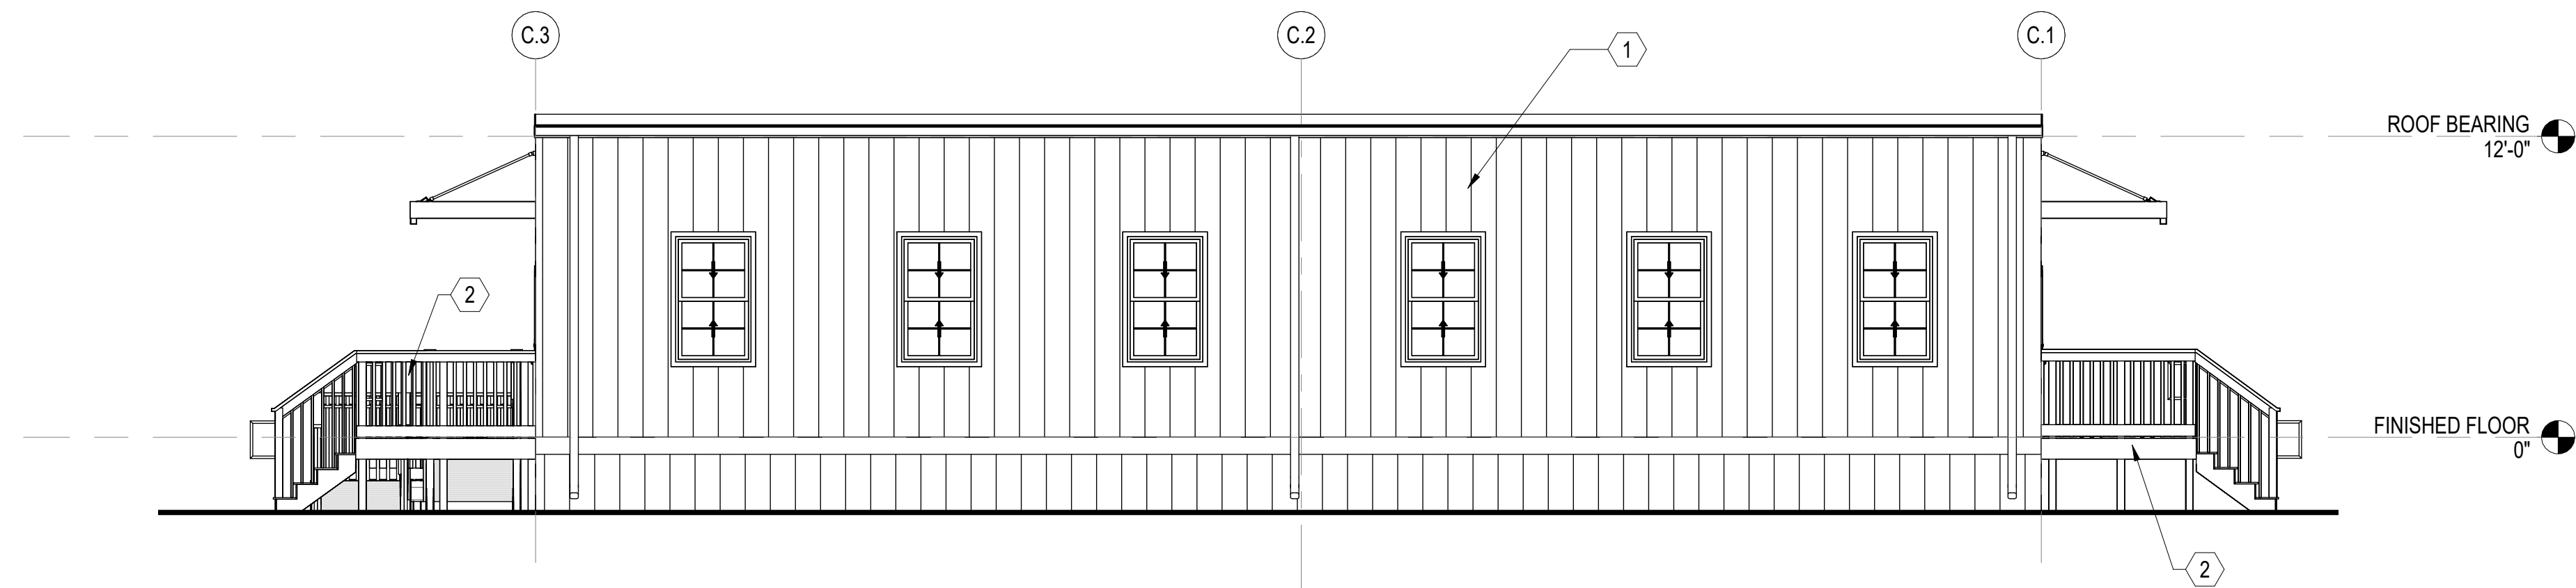 C.3
C.2
C.1
1
ROOF BEARING
12'-0"
2
FINISHED FLOOR
0"
2